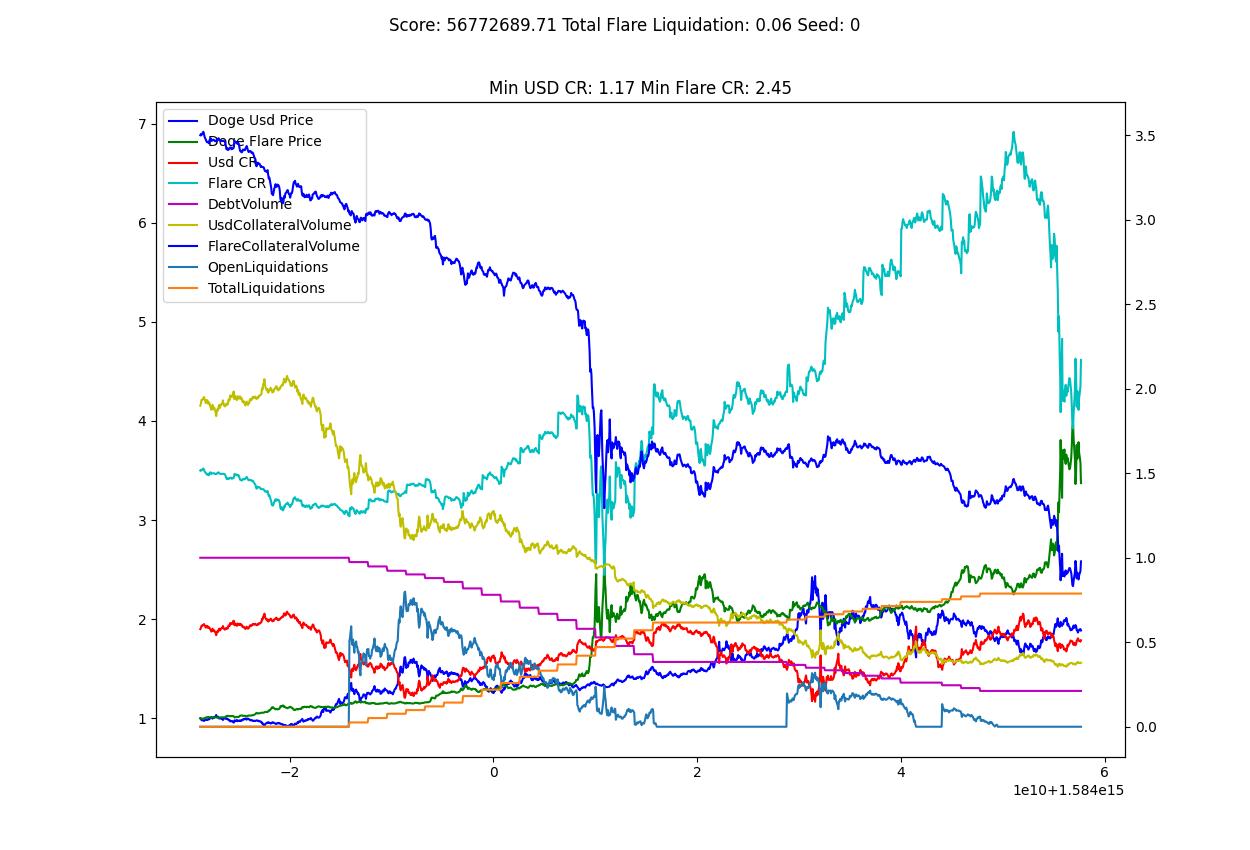 Score: 56772689.71 Total Flare Liquidation: 0.06 Seed: 0
Min USD CR: 1.17 Min Flare CR: 2.45
Doge Usd Price
Doge Flare Price
Usd CR
Flare CR
DebtVolume
UsdCollateralVolume
FlareCollateralVolume
OpenLiquidations
TotalLiquidations
7
6
5
4
3
2
1
3.5
3.0
2.5
2.0
1.5
1.0
0.5
0.0
−2 0 2 4 6
1e10+1.584e15